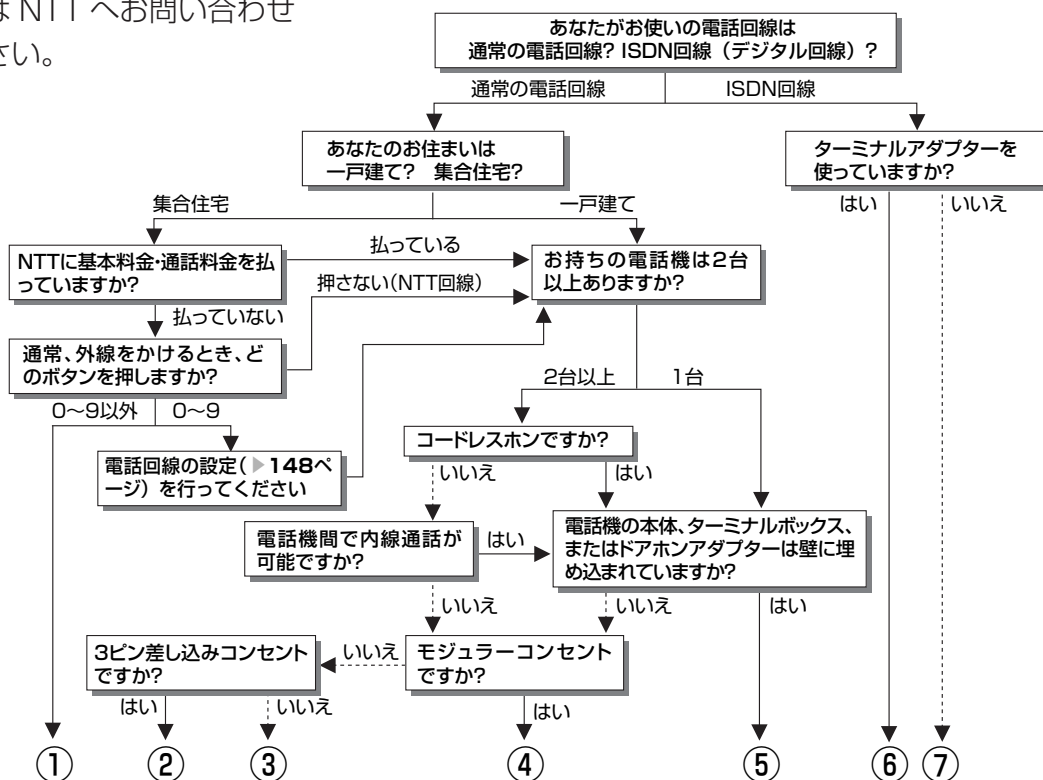 は NTT へお問い合わせ
さい。
あなたがお使いの電話回線は
通常の電話回線? ISDN回線(デジタル回線)?
通常の電話回線
ISDN回線
あなたのお住まいは
一戸建て? 集合住宅?
ターミナルアダプターを
使っていますか?
集合住宅
一戸建て
はい
いいえ
NTTに基本料金・通話料金を払
っていますか?
払っている
お持ちの電話機は2台
以上ありますか?
押さない(NTT回線)
払っていない
通常、外線をかけるとき、ど
のボタンを押しますか?
2台以上
1台
0〜9以外
0〜9
コードレスホンですか?
電話回線の設定(▶148ペ
ージ)を行ってください
いいえ
はい
電話機間で内線通話が
可能ですか?
はい
電話機の本体、ターミナルボックス、
またはドアホンアダプターは壁に埋
め込まれていますか?
いいえ
いいえ
はい
3ピン差し込みコンセント
ですか?
いいえ
モジュラーコンセント
ですか?
はい
いいえ
はい
① ② ③ ④ ⑤ ⑥ ⑦